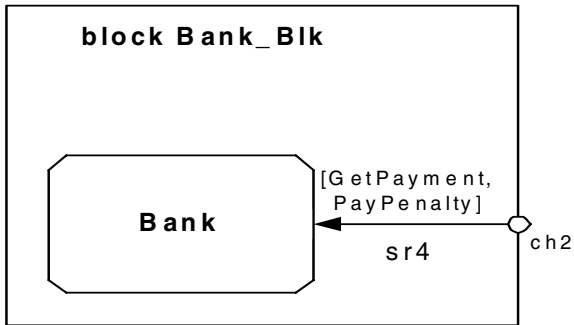 block Bank_Blk
[GetPayment,
PayPenalty]
Bank
sr4
ch2